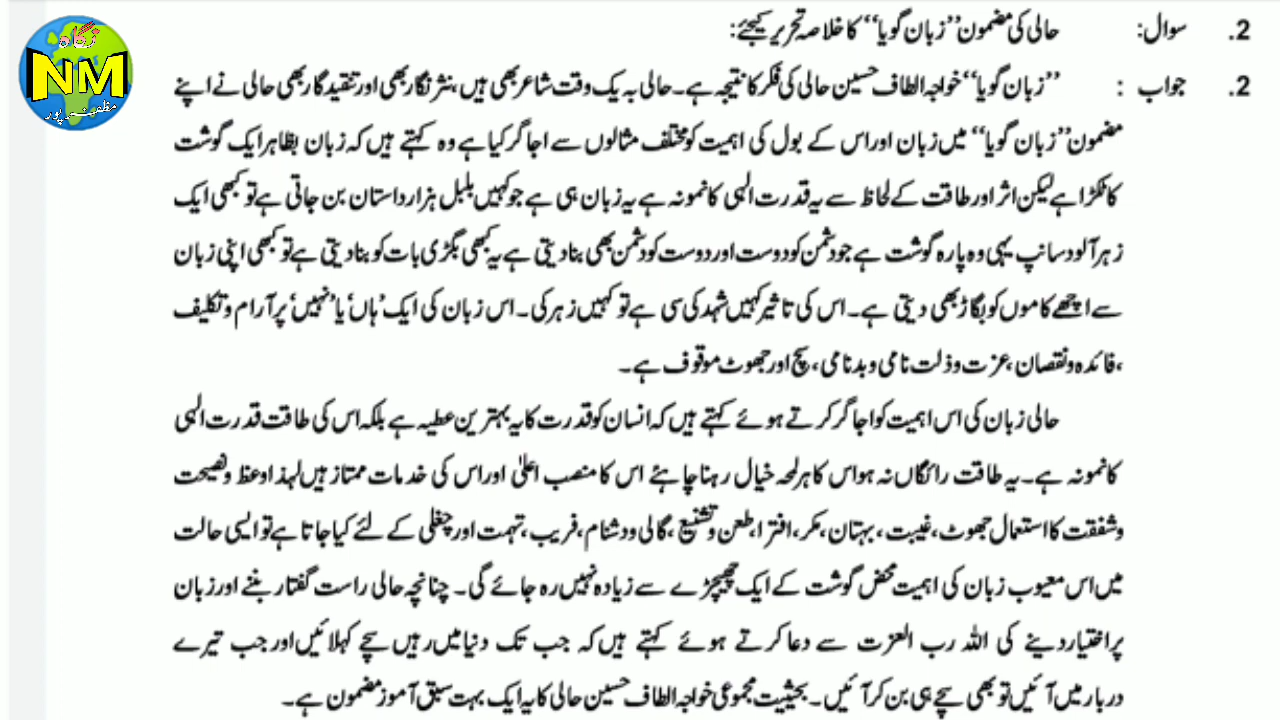 نگاہ
NM
مظفر پور
2. سوال: حالی کی مضمون ”زبان گویا“ کا خلاصہ تحریر کیجئے:
2. جواب : ”زبان گویا“ خواجہ الطاف حسین حالی کی فکر کا نتیجہ ہے۔ حالی بہ یک وقت شاعر بھی ہیں، نثر نگار بھی اور تنقید گار بھی حالی نے اپنے
مضمون ”زبان گویا“ میں زبان اور اس کے بول کی اہمیت کو مختلف مثالوں سے اجاگر کیا ہے وہ کہتے ہیں کہ زبان بظاہر ایک گوشت
کا ٹکڑا ہے لیکن اثر اور طاقت کے لحاظ سے یہ قدرت الٰہی کا نمونہ ہے یہ زبان ہی ہے جو کہیں بلبل ہزار داستان بن جاتی ہے تو کبھی ایک
زہر آلود سانپ یہی وہ پارہ گوشت ہے جو دشمن کو دوست اور دوست کو دشمن بھی بنا دیتی ہے یہ کبھی بگڑی بات کو بنا دیتی ہے تو کبھی اپنی زبان
سے اچھے کاموں کو بگاڑ بھی دیتی ہے۔ اس کی تاثیر کہیں شہد کی سی ہے تو کہیں زہر کی۔ اس زبان کی ایک ’ہاں‘ یا ’نہیں‘ پر آرام و تکلیف
،فائدہ و نقصان، عزت و ذلت نامی و بدنامی، سچ اور جھوٹ موقوف ہے۔
حالی زبان کی اس اہمیت کو اجاگر کرتے ہوئے کہتے ہیں کہ انسان کو قدرت کا یہ بہترین عطیہ ہے بلکہ اس کی طاقت قدرت الٰہی
کا نمونہ ہے۔ یہ طاقت رائگاں نہ ہو اس کا ہر لمحہ خیال رہنا چاہئے اس کا منصب اعلیٰ اور اس کی خدمات ممتاز ہیں لہذا وعظ و نصیحت
و شفقت کا استعمال جھوٹ، غیبت، بہتان، مکر، افترا، طعن و تشنیع، گالی و دشنام، فریب، تہمت اور چغلی کے لئے کیا جاتا ہے تو ایسی حالت
میں اس معیوب زبان کی اہمیت محض گوشت کے ایک چھیچھڑے سے زیادہ نہیں رہ جائے گی۔ چنانچہ حالی راست گفتار بننے اور زبان
پر اختیار دینے کی اللہ رب العزت سے دعا کرتے ہوئے کہتے ہیں کہ جب تک دنیا میں رہیں سچے کہلائیں اور جب تیرے
دربار میں آئیں تو بھی سچے ہی بن کر آئیں۔ بحیثیت مجموعی خواجہ الطاف حسین حالی کا یہ ایک بہت سبق آموز مضمون ہے۔